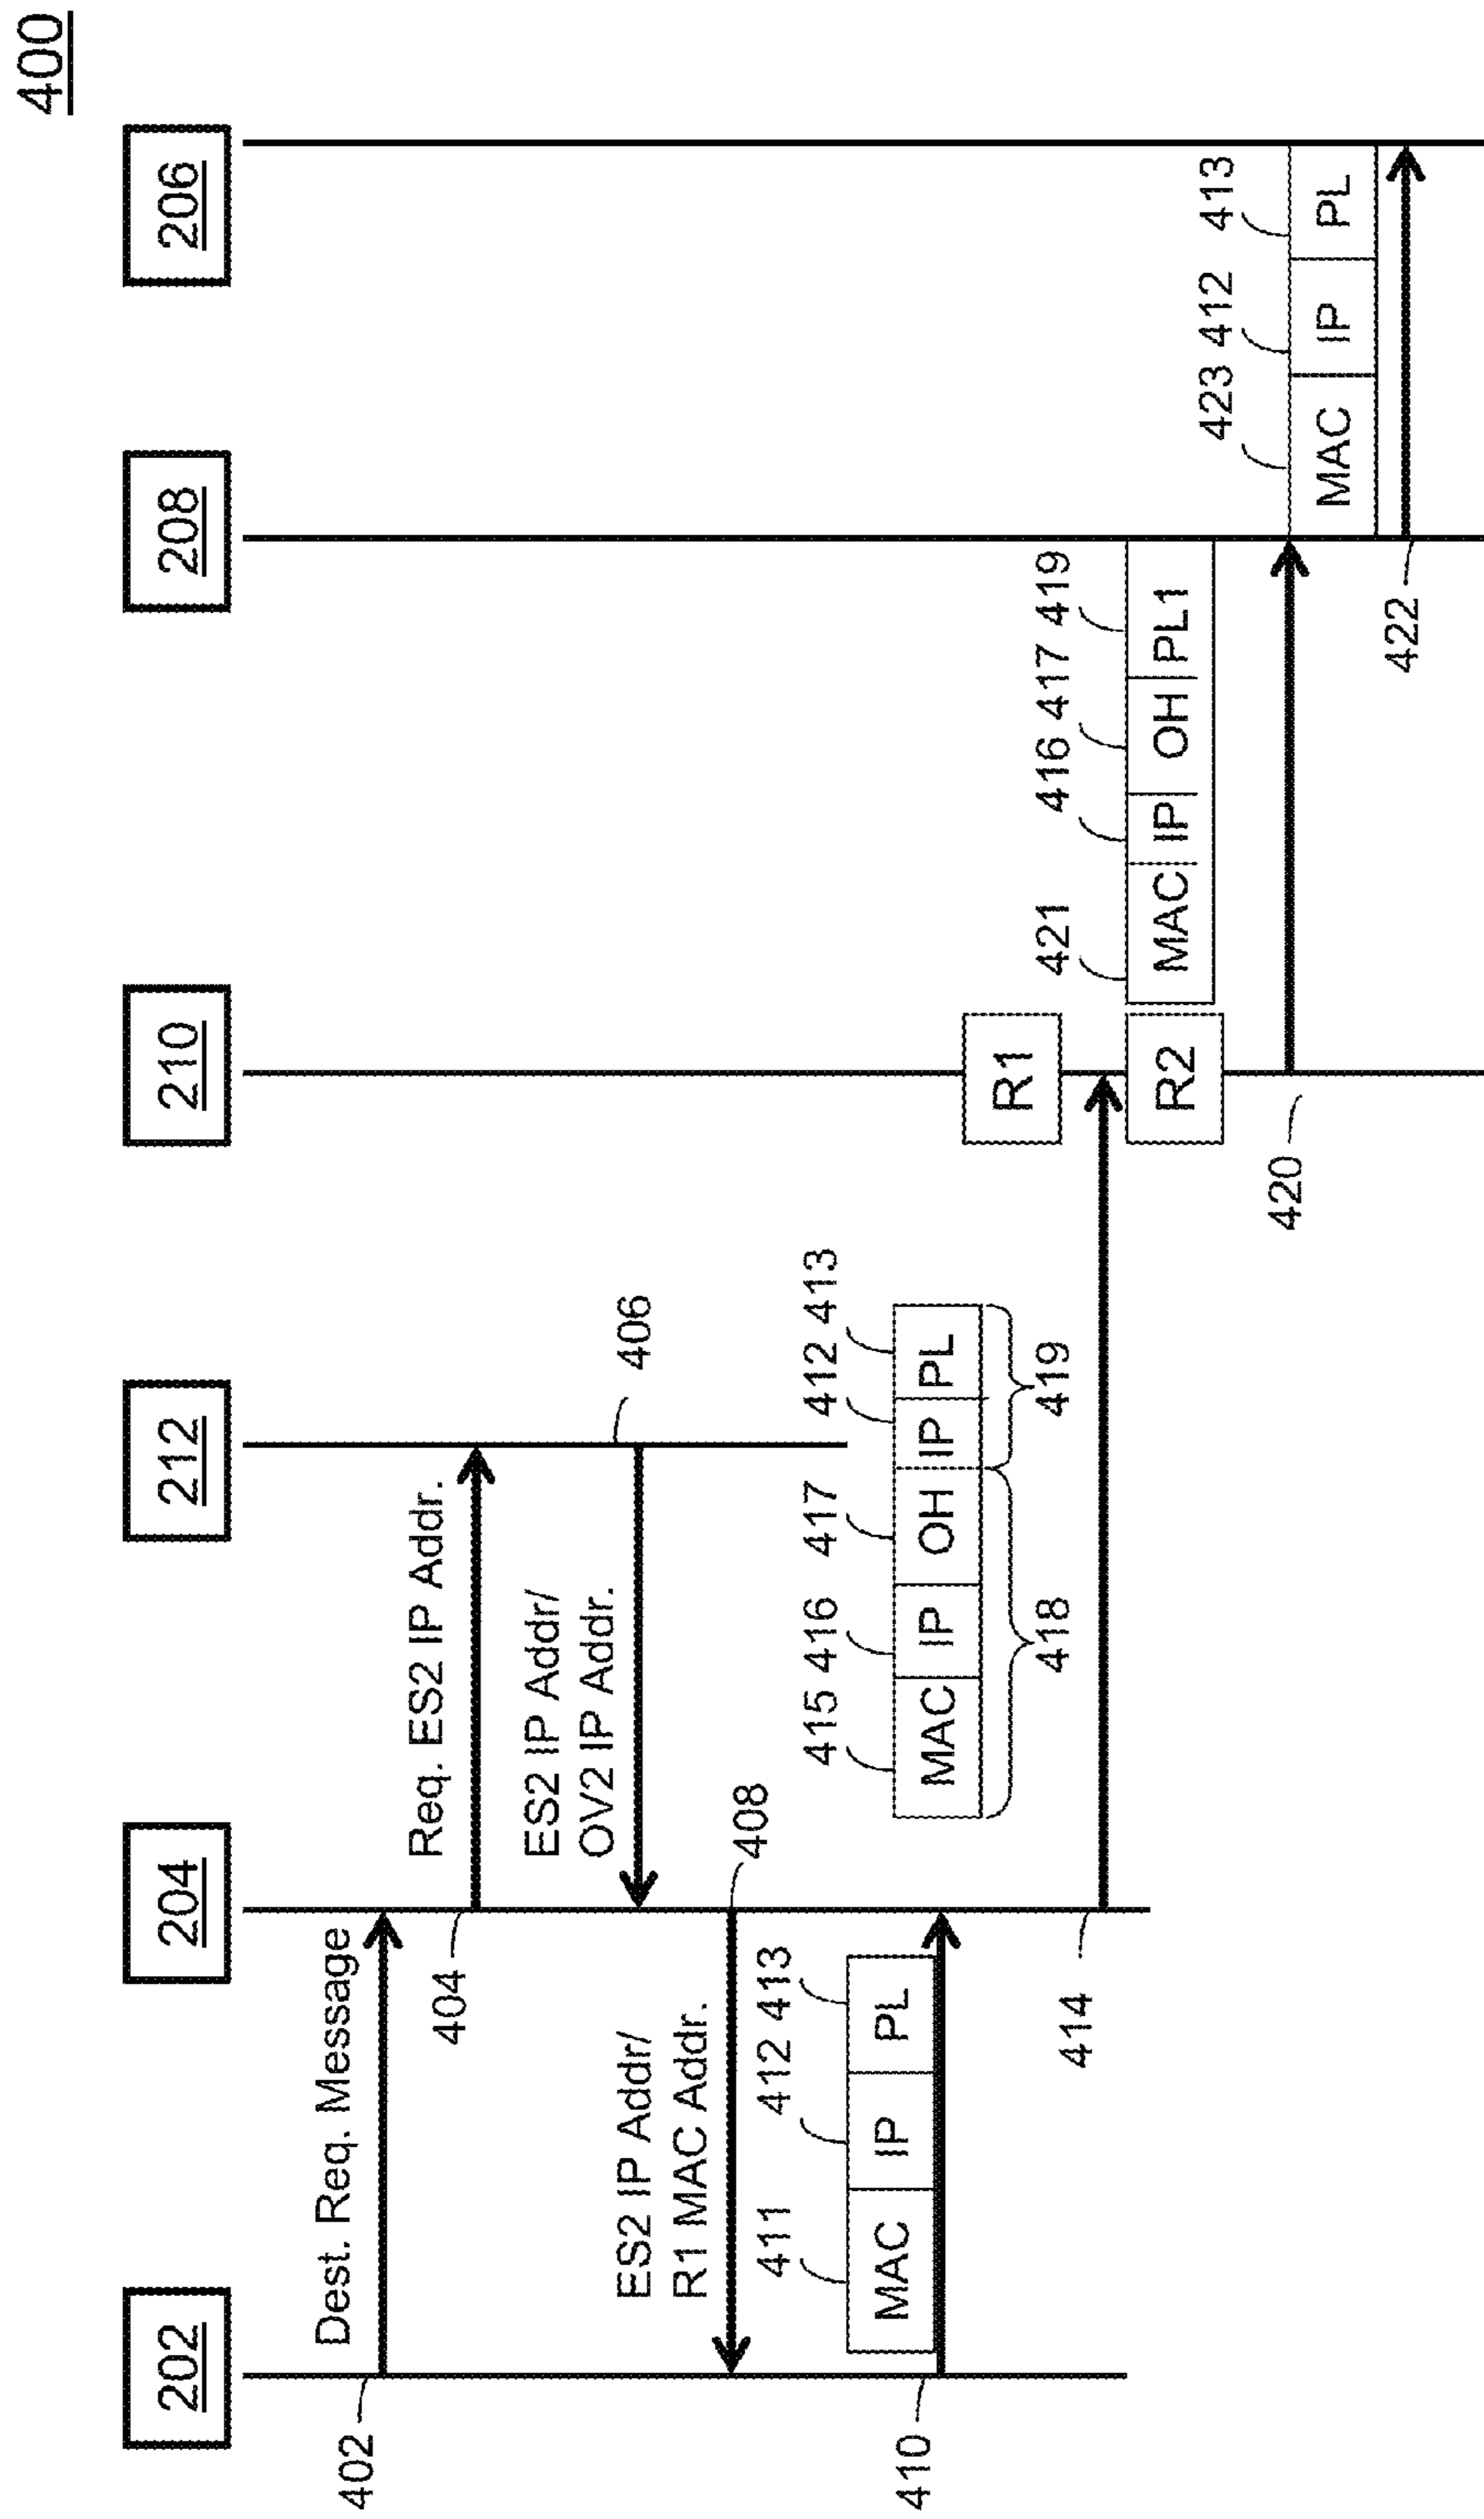 400
202
204
212
210
208
206
Dest. Req. Message
402
Req. ES2 IP Addr.
404
ES2 IP Addr/
OV2 IP Addr.
406
ES2 IP Addr/
R1 MAC Addr.
408
411 412 413
MAC IP PL
410
415 416 417 412 413
MAC IP OH IP PL
418 419
414
R1
R2
421 416 417 419
MAC IP OH PL1
420
423 412 413
MAC IP PL
422